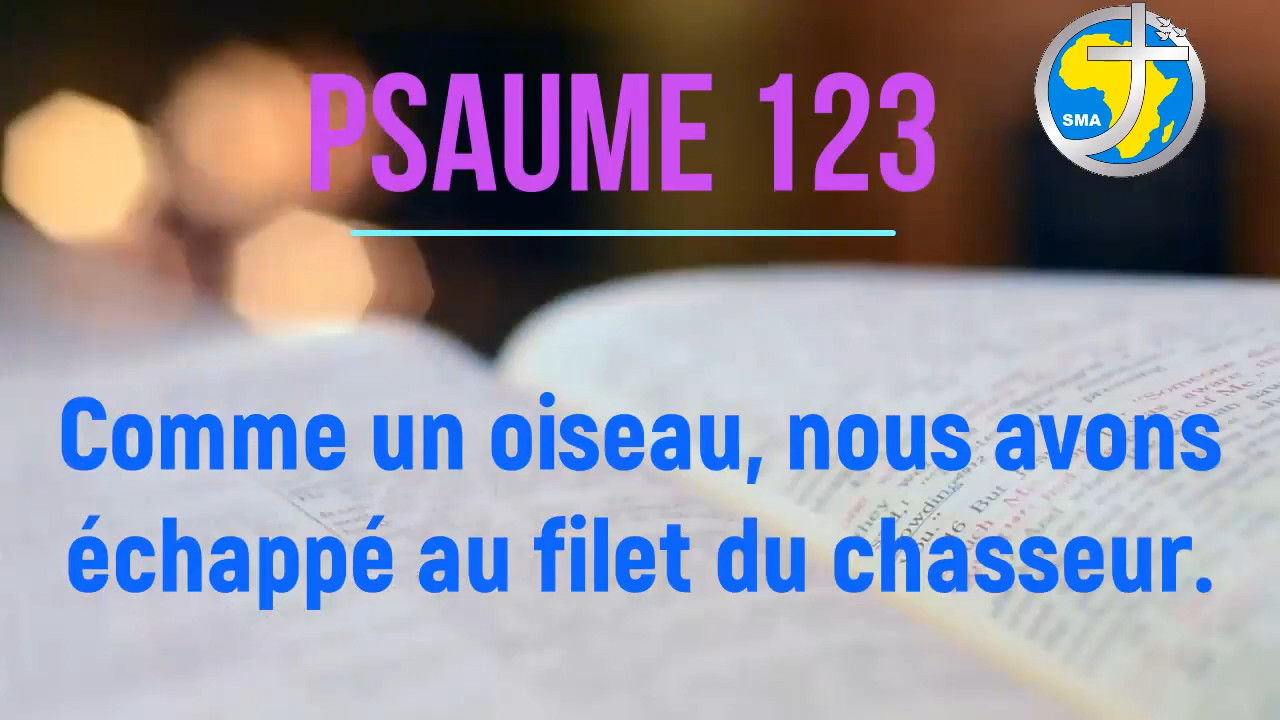 PSAUME 123
SMA
Comme un oiseau, nous avons
échappé au filet du chasseur.